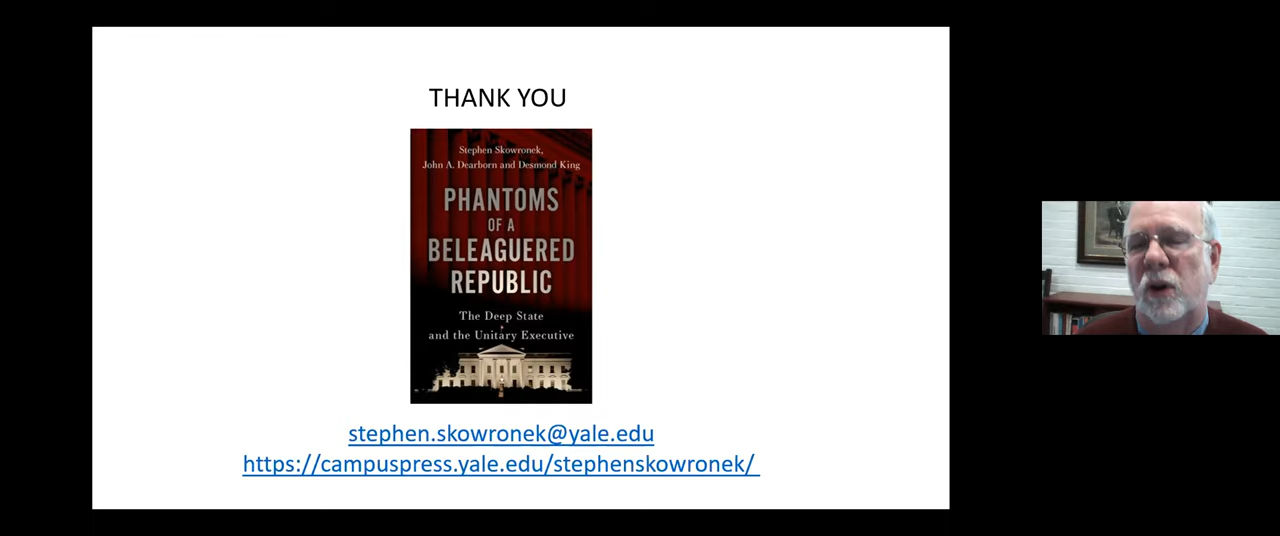 THANK YOU
Stephen Skowronek,
John A. Dearborn and Desmond King
PHANTOMS
OF A
BELEAGUERED
REPUBLIC
The Deep State
and the Unitary Executive
stephen.skowronek@yale.edu
https://campuspress.yale.edu/stephenskowronek/